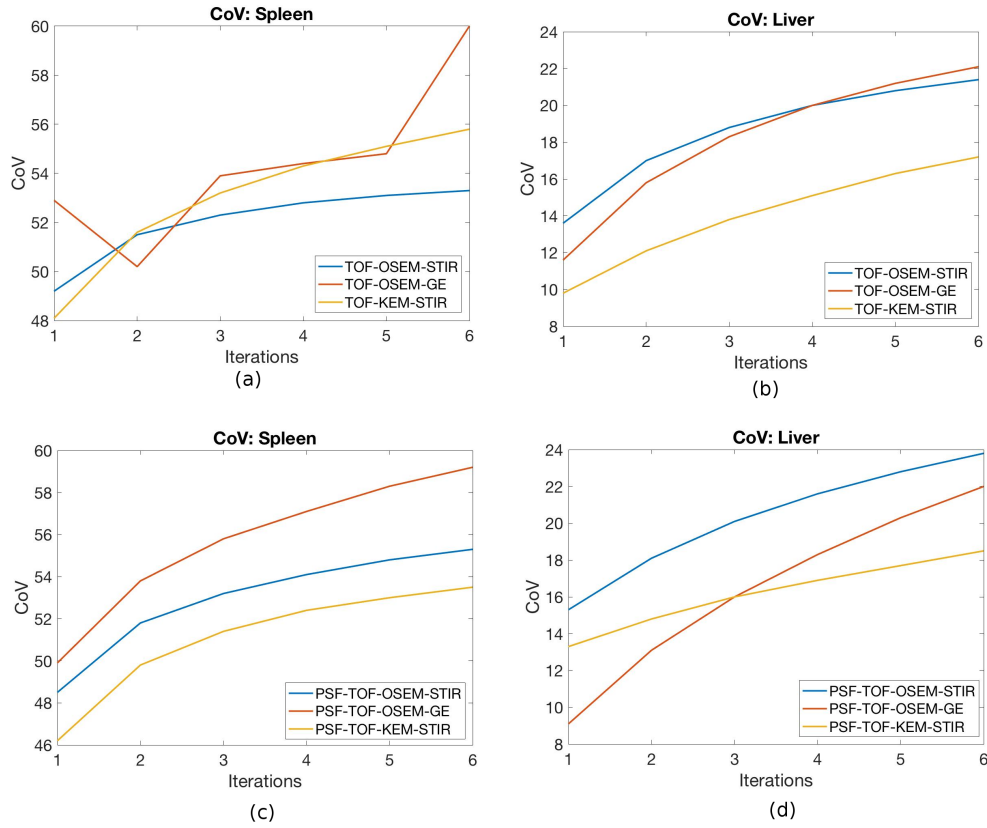 CoV: Spleen
60
58
56
54
52
50
48
CoV
1
2
3
4
5
6
Iterations
TOF-OSEM-STIR
TOF-OSEM-GE
TOF-KEM-STIR
(a)
CoV: Liver
24
22
20
18
16
14
12
10
8
CoV
1
2
3
4
5
6
Iterations
TOF-OSEM-STIR
TOF-OSEM-GE
TOF-KEM-STIR
(b)
CoV: Spleen
60
58
56
54
52
50
48
46
CoV
1
2
3
4
5
6
Iterations
PSF-TOF-OSEM-STIR
PSF-TOF-OSEM-GE
PSF-TOF-KEM-STIR
(c)
CoV: Liver
24
22
20
18
16
14
12
10
8
CoV
1
2
3
4
5
6
Iterations
PSF-TOF-OSEM-STIR
PSF-TOF-OSEM-GE
PSF-TOF-KEM-STIR
(d)